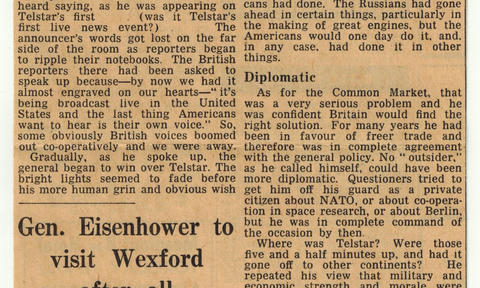 heard saying, as he was appearing on
Telstar's first (was it Telstar's
first live news event?) The
announcer's words got lost on the far
side of the room as reporters began
to ripple their notebooks. The British
reporters there had been asked to
speak up because—by now we had it
almost engraved on our hearts—"it's
being broadcast live in the United
States and the last thing Americans
want to hear is their own voice." So,
some obviously British voices boomed
out co-operatively and we were away.
Gradually, as he spoke up, the
general began to win over Telstar. The
bright lights seemed to fade before
his more human grin and obvious wish
Gen. Eisenhower to
visit Wexford
after all
cans had done. The Russians had gone
ahead in certain things, particularly in
the making of great engines, but the
Americans would one day do it, and,
in any case, had done it in other
things.
Diplomatic
As for the Common Market, that
was a very serious problem and he
was confident Britain would find the
right solution. For many years he had
been in favour of free trade and
therefore was in complete agreement
with the general policy. No "outsider,"
as he called himself, could have been
more diplomatic. Questioners tried to
get him off his guard as a private
citizen about NATO, or about co-opera-
tion in space research, or about Berlin,
but he was in complete command of
the occasion by then.
Where was Telstar? Were those
five and a half minutes up, and had it
gone off to other continents? He
repeated his view that military and
economic strength and morale were